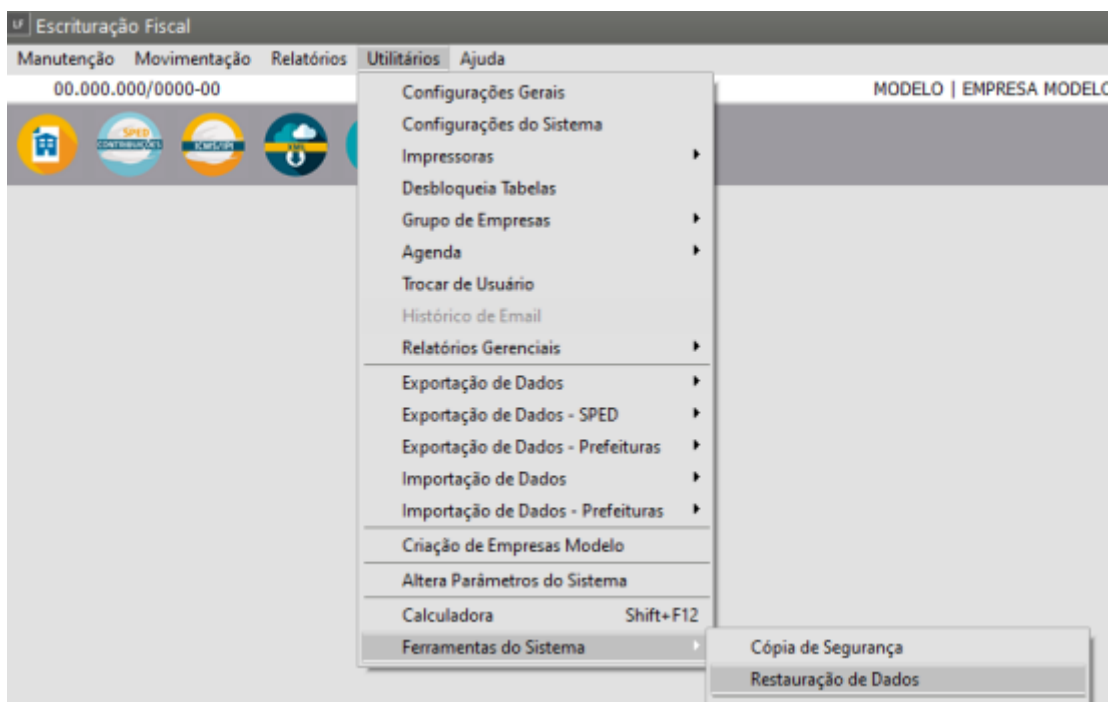 LF Escrituração Fiscal
Manutenção Movimentação Relatórios Utilitários Ajuda
00.000.000/0000-00 MODELO | EMPRESA MODELO
SPED CONTRIBUIÇÕES ICMS/IPI XML
Configurações Gerais
Configurações do Sistema
Impressoras
Desbloqueia Tabelas
Grupo de Empresas
Agenda
Trocar de Usuário
Histórico de Email
Relatórios Gerenciais
Exportação de Dados
Exportação de Dados - SPED
Exportação de Dados - Prefeituras
Importação de Dados
Importação de Dados - Prefeituras
Criação de Empresas Modelo
Altera Parâmetros do Sistema
Calculadora Shift+F12
Ferramentas do Sistema
Cópia de Segurança
Restauração de Dados